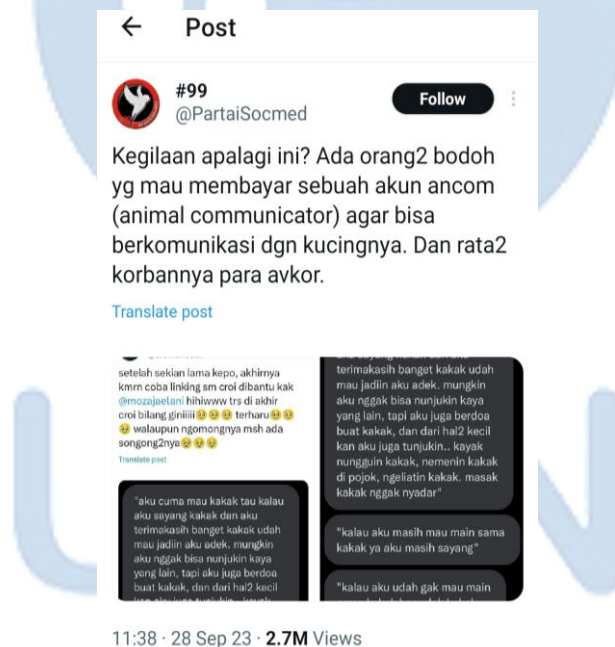 Post
#99
@PartaiSocmed
Follow
Kegilaan apalagi ini? Ada orang2 bodoh
yg mau membayar sebuah akun ancom
(animal communicator) agar bisa
berkomunikasi dgn kucingnya. Dan rata2
korbannya para avkor.
Translate post
setelah sekian lama kepo, akhirnya
kmrn coba linking sm croi dibantu kak
@mozajaelani hihiwww trs di akhir
croi bilang giniiiii🥹🥹🥹 terharu🥹🥹
🥹 walaupun ngomongnya msh ada
songong2nya🥹🥹🥹
Translate post
"aku cuma mau kakak tau kalau
aku sayang kakak dan aku
terimakasih banget kakak udah
mau jadiin aku adek. mungkin
aku nggak bisa nunjukin kaya
yang lain, tapi aku juga berdoa
buat kakak, dan dari hal2 kecil
terimakasih banget kakak udah
mau jadiin aku adek. mungkin
aku nggak bisa nunjukin kaya
yang lain, tapi aku juga berdoa
buat kakak, dan dari hal2 kecil
kan aku juga tunjukin.. kayak
nungguin kakak, nemenin kakak
di pojok, ngeliatin kakak. masak
kakak nggak nyadar"
"kalau aku masih mau main sama
kakak ya aku masih sayang"
"kalau aku udah gak mau main
11:38 · 28 Sep 23 · 2.7M Views